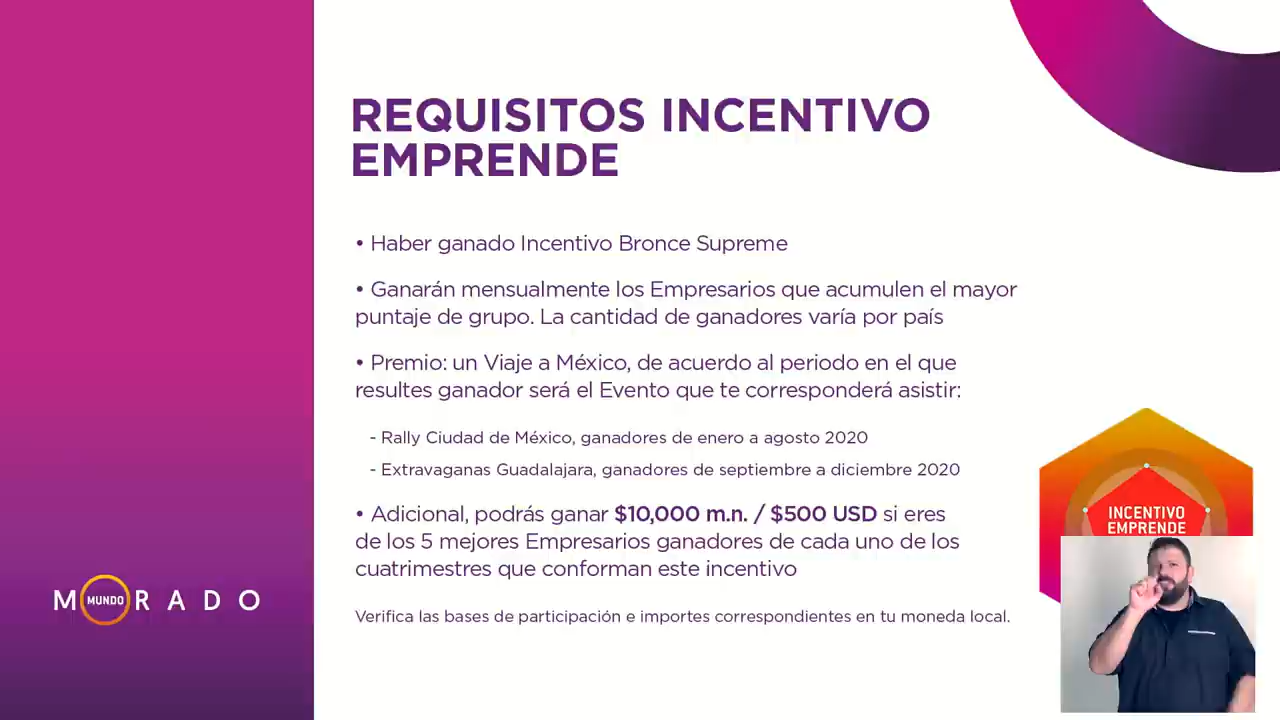 REQUISITOS INCENTIVO
EMPRENDE
• Haber ganado Incentivo Bronce Supreme
• Ganarán mensualmente los Empresarios que acumulen el mayor
puntaje de grupo. La cantidad de ganadores varía por país
• Premio: un Viaje a México, de acuerdo al periodo en el que
resultes ganador será el Evento que te corresponderá asistir:
- Rally Ciudad de México, ganadores de enero a agosto 2020
- Extravaganas Guadalajara, ganadores de septiembre a diciembre 2020
• Adicional, podrás ganar $10,000 m.n. / $500 USD si eres
de los 5 mejores Empresarios ganadores de cada uno de los
cuatrimestres que conforman este incentivo
Verifica las bases de participación e importes correspondientes en tu moneda local.
INCENTIVO
EMPRENDE
M MUNDO RADO